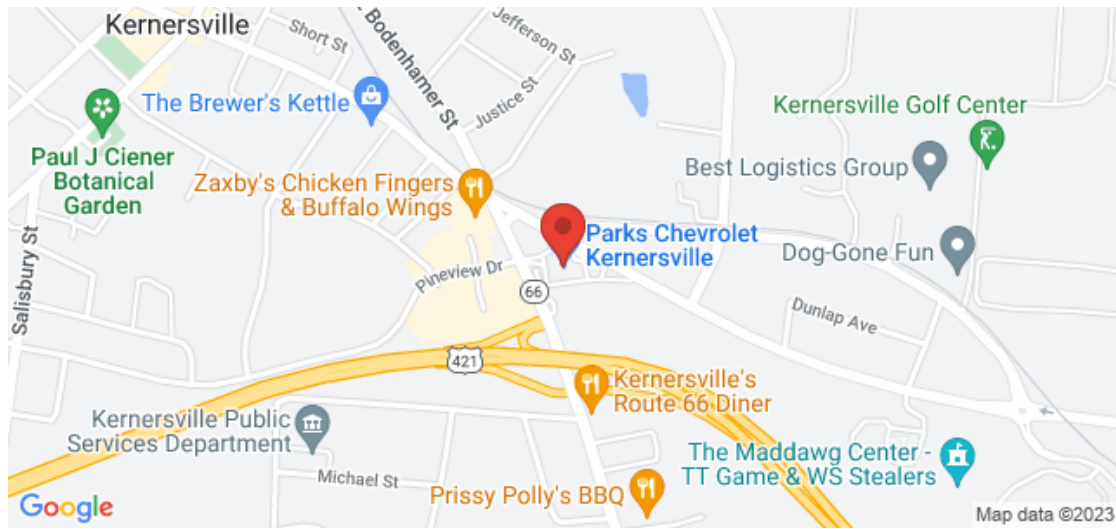 Kernersville
Short St
Bodenhamer St
Jefferson St
Justice St
The Brewer's Kettle
Kernersville Golf Center
Paul J Ciener
Botanical
Garden
Best Logistics Group
Zaxby's Chicken Fingers
& Buffalo Wings
Parks Chevrolet
Kernersville
Dog-Gone Fun
Salisbury St
Pineview Dr
66
Dunlap Ave
421
Kernersville's
Route 66 Diner
Kernersville Public
Services Department
The Maddawg Center -
TT Game & WS Stealers
Michael St
Prissy Polly's BBQ
Google
Map data ©2023